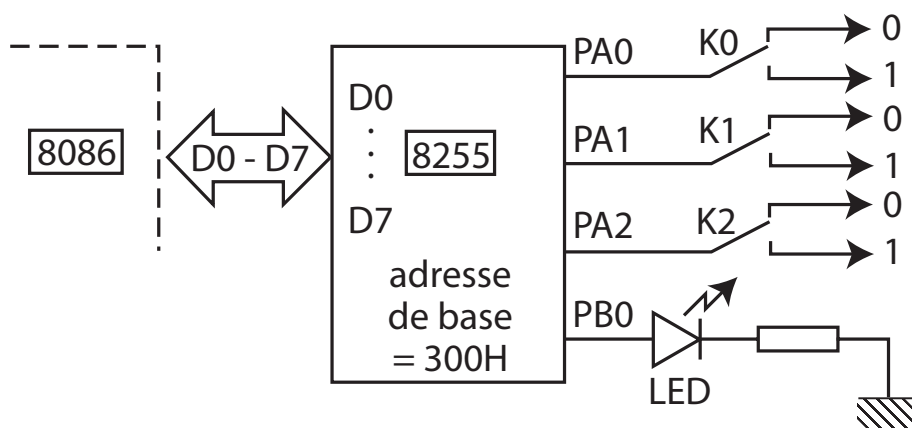 8086
D0 - D7
D0
D7
8255
adresse
de base
= 300H
PA0
K0
0
1
PA1
K1
0
1
PA2
K2
0
1
PB0
LED